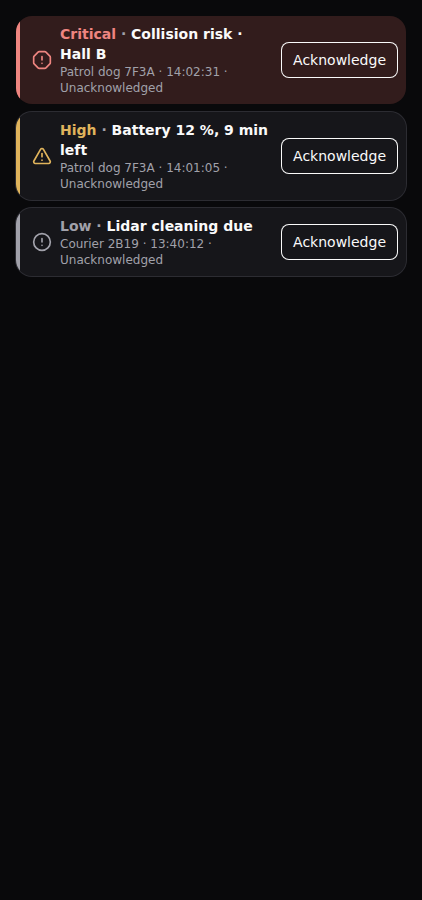 Critical · Collision risk ·
Hall B
Patrol dog 7F3A · 14:02:31 ·
Unacknowledged
Acknowledge
High · Battery 12 %, 9 min
left
Patrol dog 7F3A · 14:01:05 ·
Unacknowledged
Acknowledge
Low · Lidar cleaning due
Courier 2B19 · 13:40:12 ·
Unacknowledged
Acknowledge